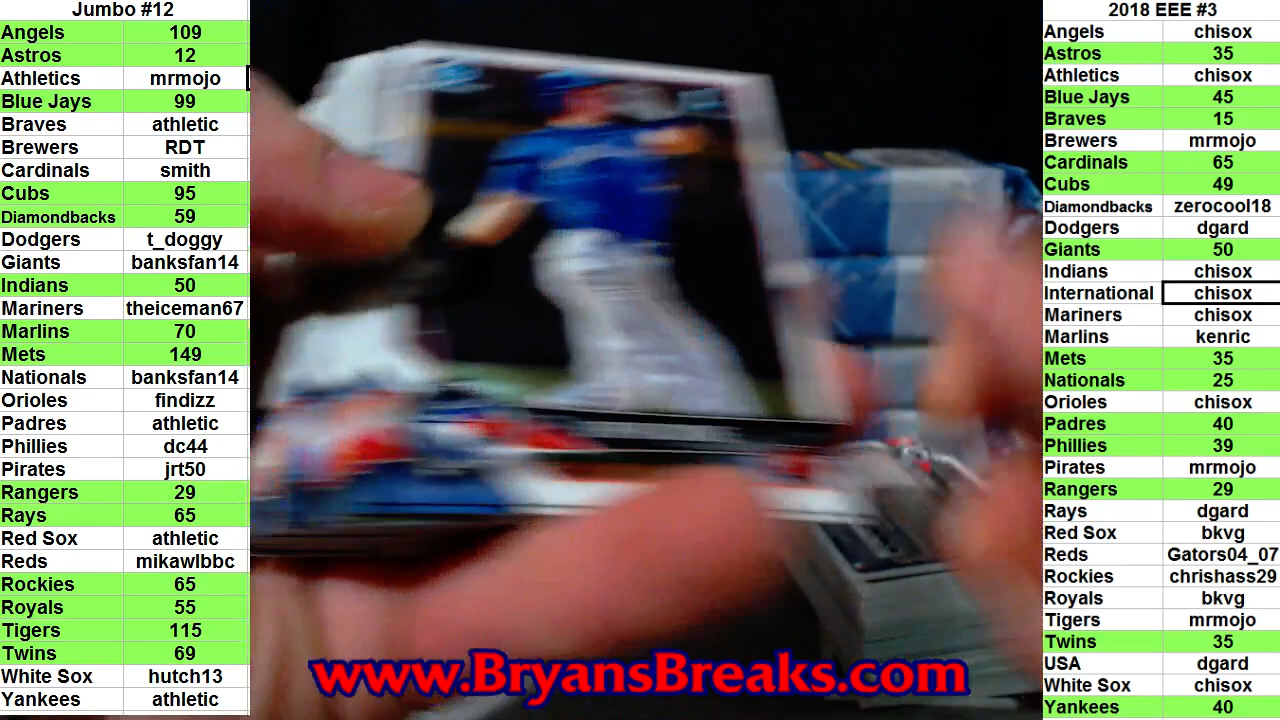 Jumbo #12
Angels 109
Astros 12
Athletics mrmojo
Blue Jays 99
Braves athletic
Brewers RDT
Cardinals smith
Cubs 95
Diamondbacks 59
Dodgers t_doggy
Giants banksfan14
Indians 50
Mariners theiceman67
Marlins 70
Mets 149
Nationals banksfan14
Orioles findizz
Padres athletic
Phillies dc44
Pirates jrt50
Rangers 29
Rays 65
Red Sox athletic
Reds mikawlbbc
Rockies 65
Royals 55
Tigers 115
Twins 69
White Sox hutch13
Yankees athletic
www.BryansBreaks.com
2018 EEE #3
Angels chisox
Astros 35
Athletics chisox
Blue Jays 45
Braves 15
Brewers mrmojo
Cardinals 65
Cubs 49
Diamondbacks zerocool18
Dodgers dgard
Giants 50
Indians chisox
International chisox
Mariners chisox
Marlins kenric
Mets 35
Nationals 25
Orioles chisox
Padres 40
Phillies 39
Pirates mrmojo
Rangers 29
Rays dgard
Red Sox bkvg
Reds Gators04_07
Rockies chrishass29
Royals bkvg
Tigers mrmojo
Twins 35
USA dgard
White Sox chisox
Yankees 40